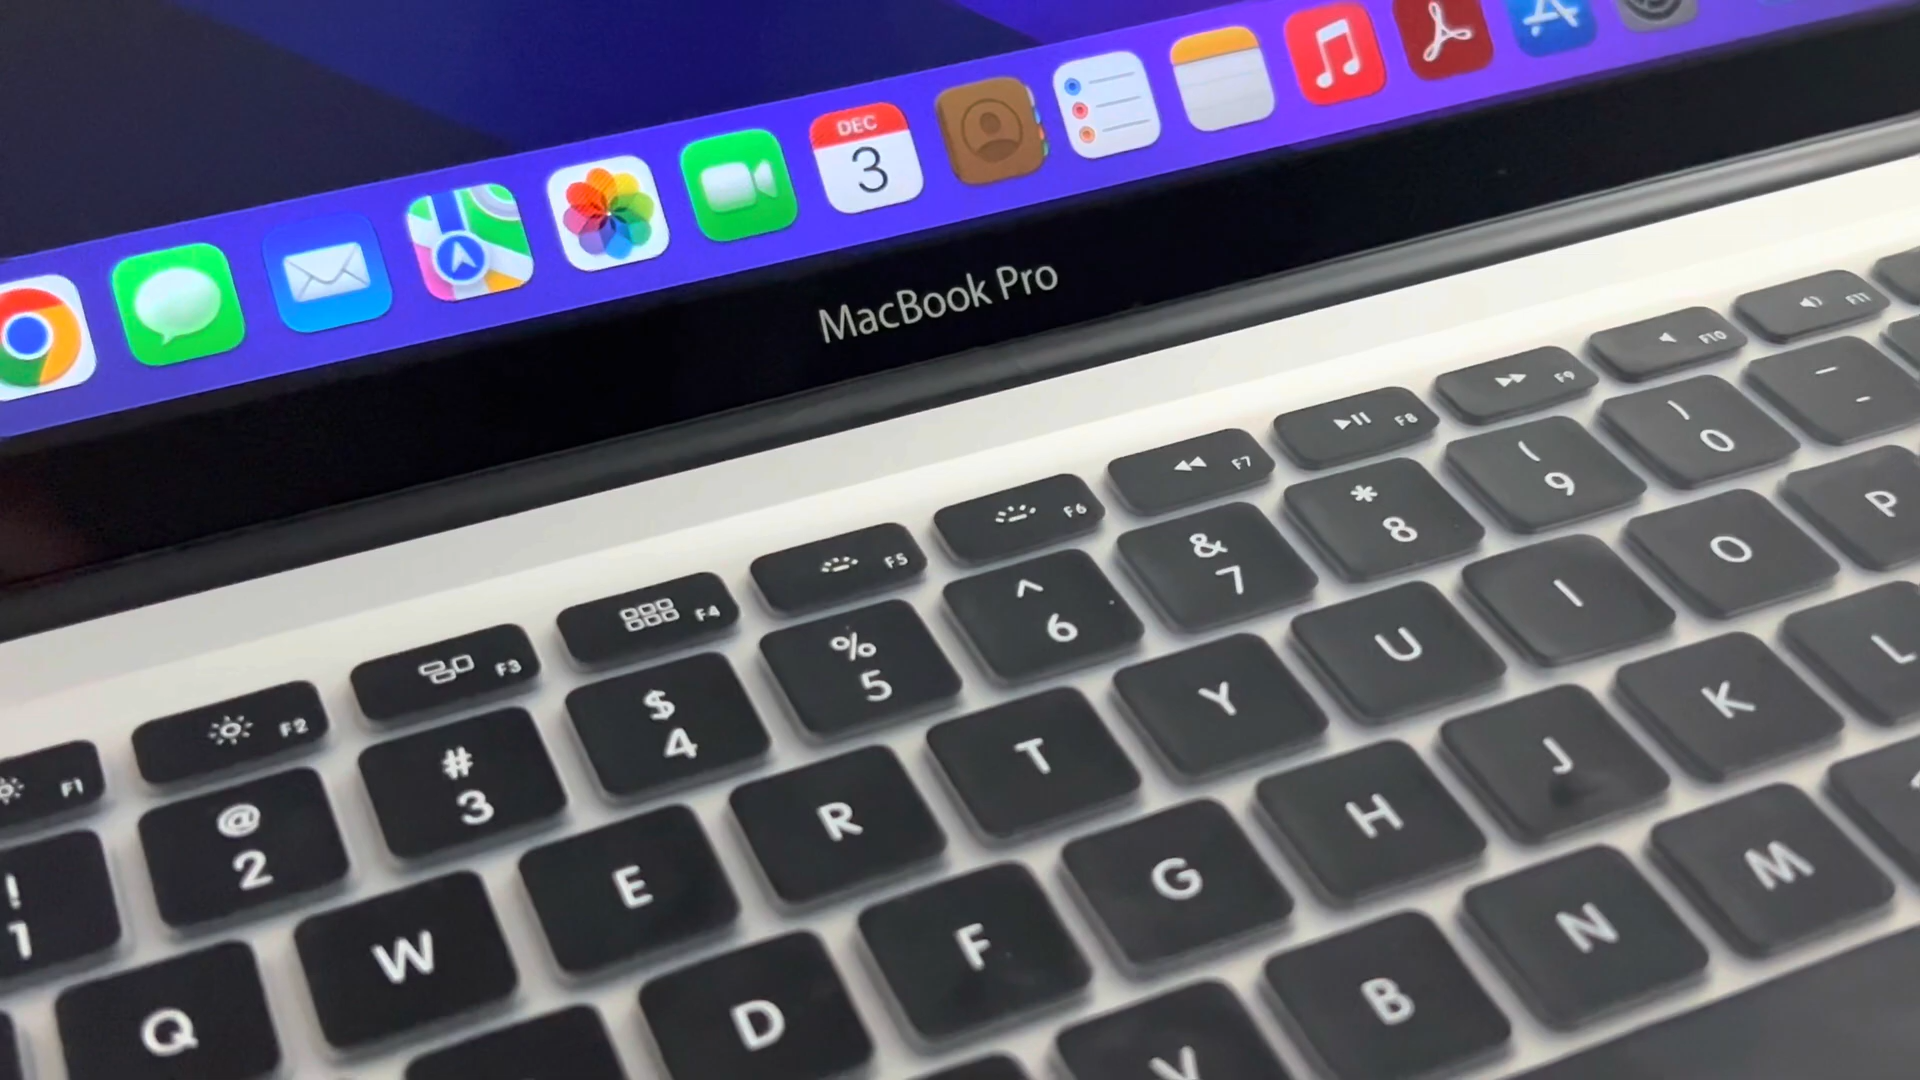 DEC
3
MacBook Pro
F1
F2
F3
F4
F5
F6
F7
F8
F9
F10
F11
! 1
@ 2
# 3
$ 4
% 5
^ 6
& 7
* 8
( 9
) 0
_ -
Q W E R T Y U I O P
D F G H J K L
V B N M